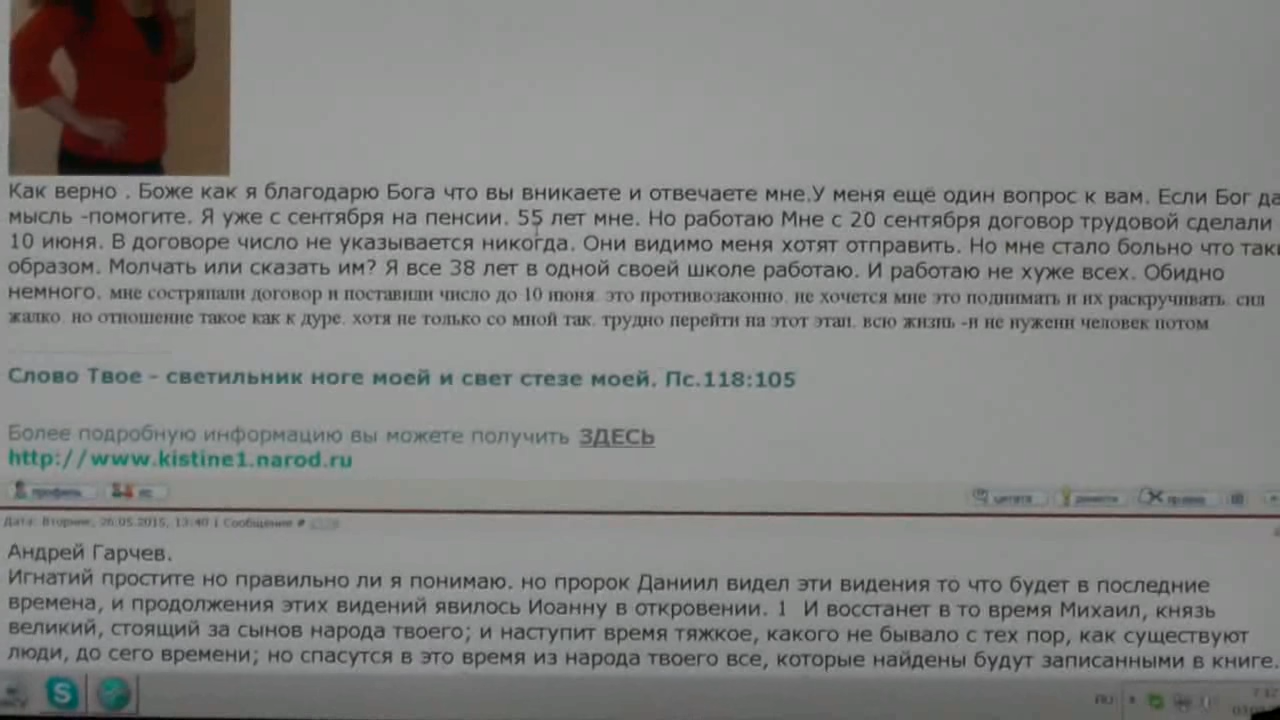 Как верно . Боже как я благодарю Бога что вы вникаете и отвечаете мне.У меня еще один вопрос к вам. Если Бог да
мысль -помогите. Я уже с сентября на пенсии. 55 лет мне. Но работаю Мне с 20 сентября договор трудовой сделали
10 июня. В договоре число не указывается никогда. Они видимо меня хотят отправить. Но мне стало больно что таки
образом. Молчать или сказать им? Я все 38 лет в одной своей школе работаю. И работаю не хуже всех. Обидно
немного. мне состряпали договор и поставили число до 10 июня. это противозаконно. не хочется мне это поднимать и их раскручивать. сил
жалко. но отношение такое как к дуре. хотя не только со мной так. трудно перейти на этот этап. всю жизнь -и не нужени человек потом
Слово Твое - светильник ноге моей и свет стезе моей. Пс.118:105
Более подробную информацию вы можете получить ЗДЕСЬ
http://www.kistine1.narod.ru
профиль лс цитата
Дата: Вторник, 26.05.2015, 13:40 | Сообщение #
Андрей Гарчев.
Игнатий простите но правильно ли я понимаю. но пророк Даниил видел эти видения то что будет в последние
времена, и продолжения этих видений явилось Иоанну в откровении. 1 И восстанет в то время Михаил, князь
великий, стоящий за сынов народа твоего; и наступит время тяжкое, какого не бывало с тех пор, как существуют
люди, до сего времени; но спасутся в это время из народа твоего все, которые найдены будут записанными в книге.
RU